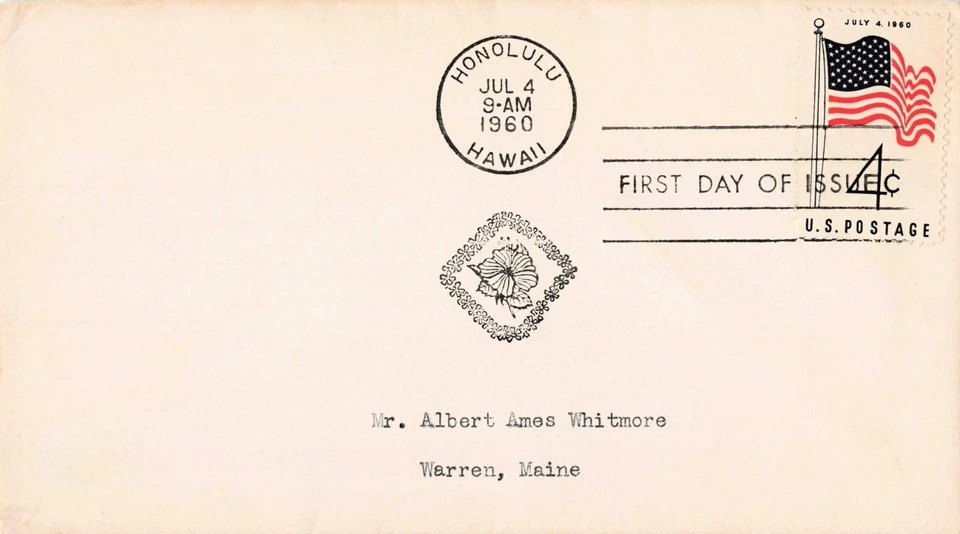 JULY 4, 1960
HONOLULU
JUL 4
9-AM
1960
HAWAII
FIRST DAY OF ISSUE
4¢
U.S. POSTAGE
Mr. Albert Ames Whitmore
Warren, Maine